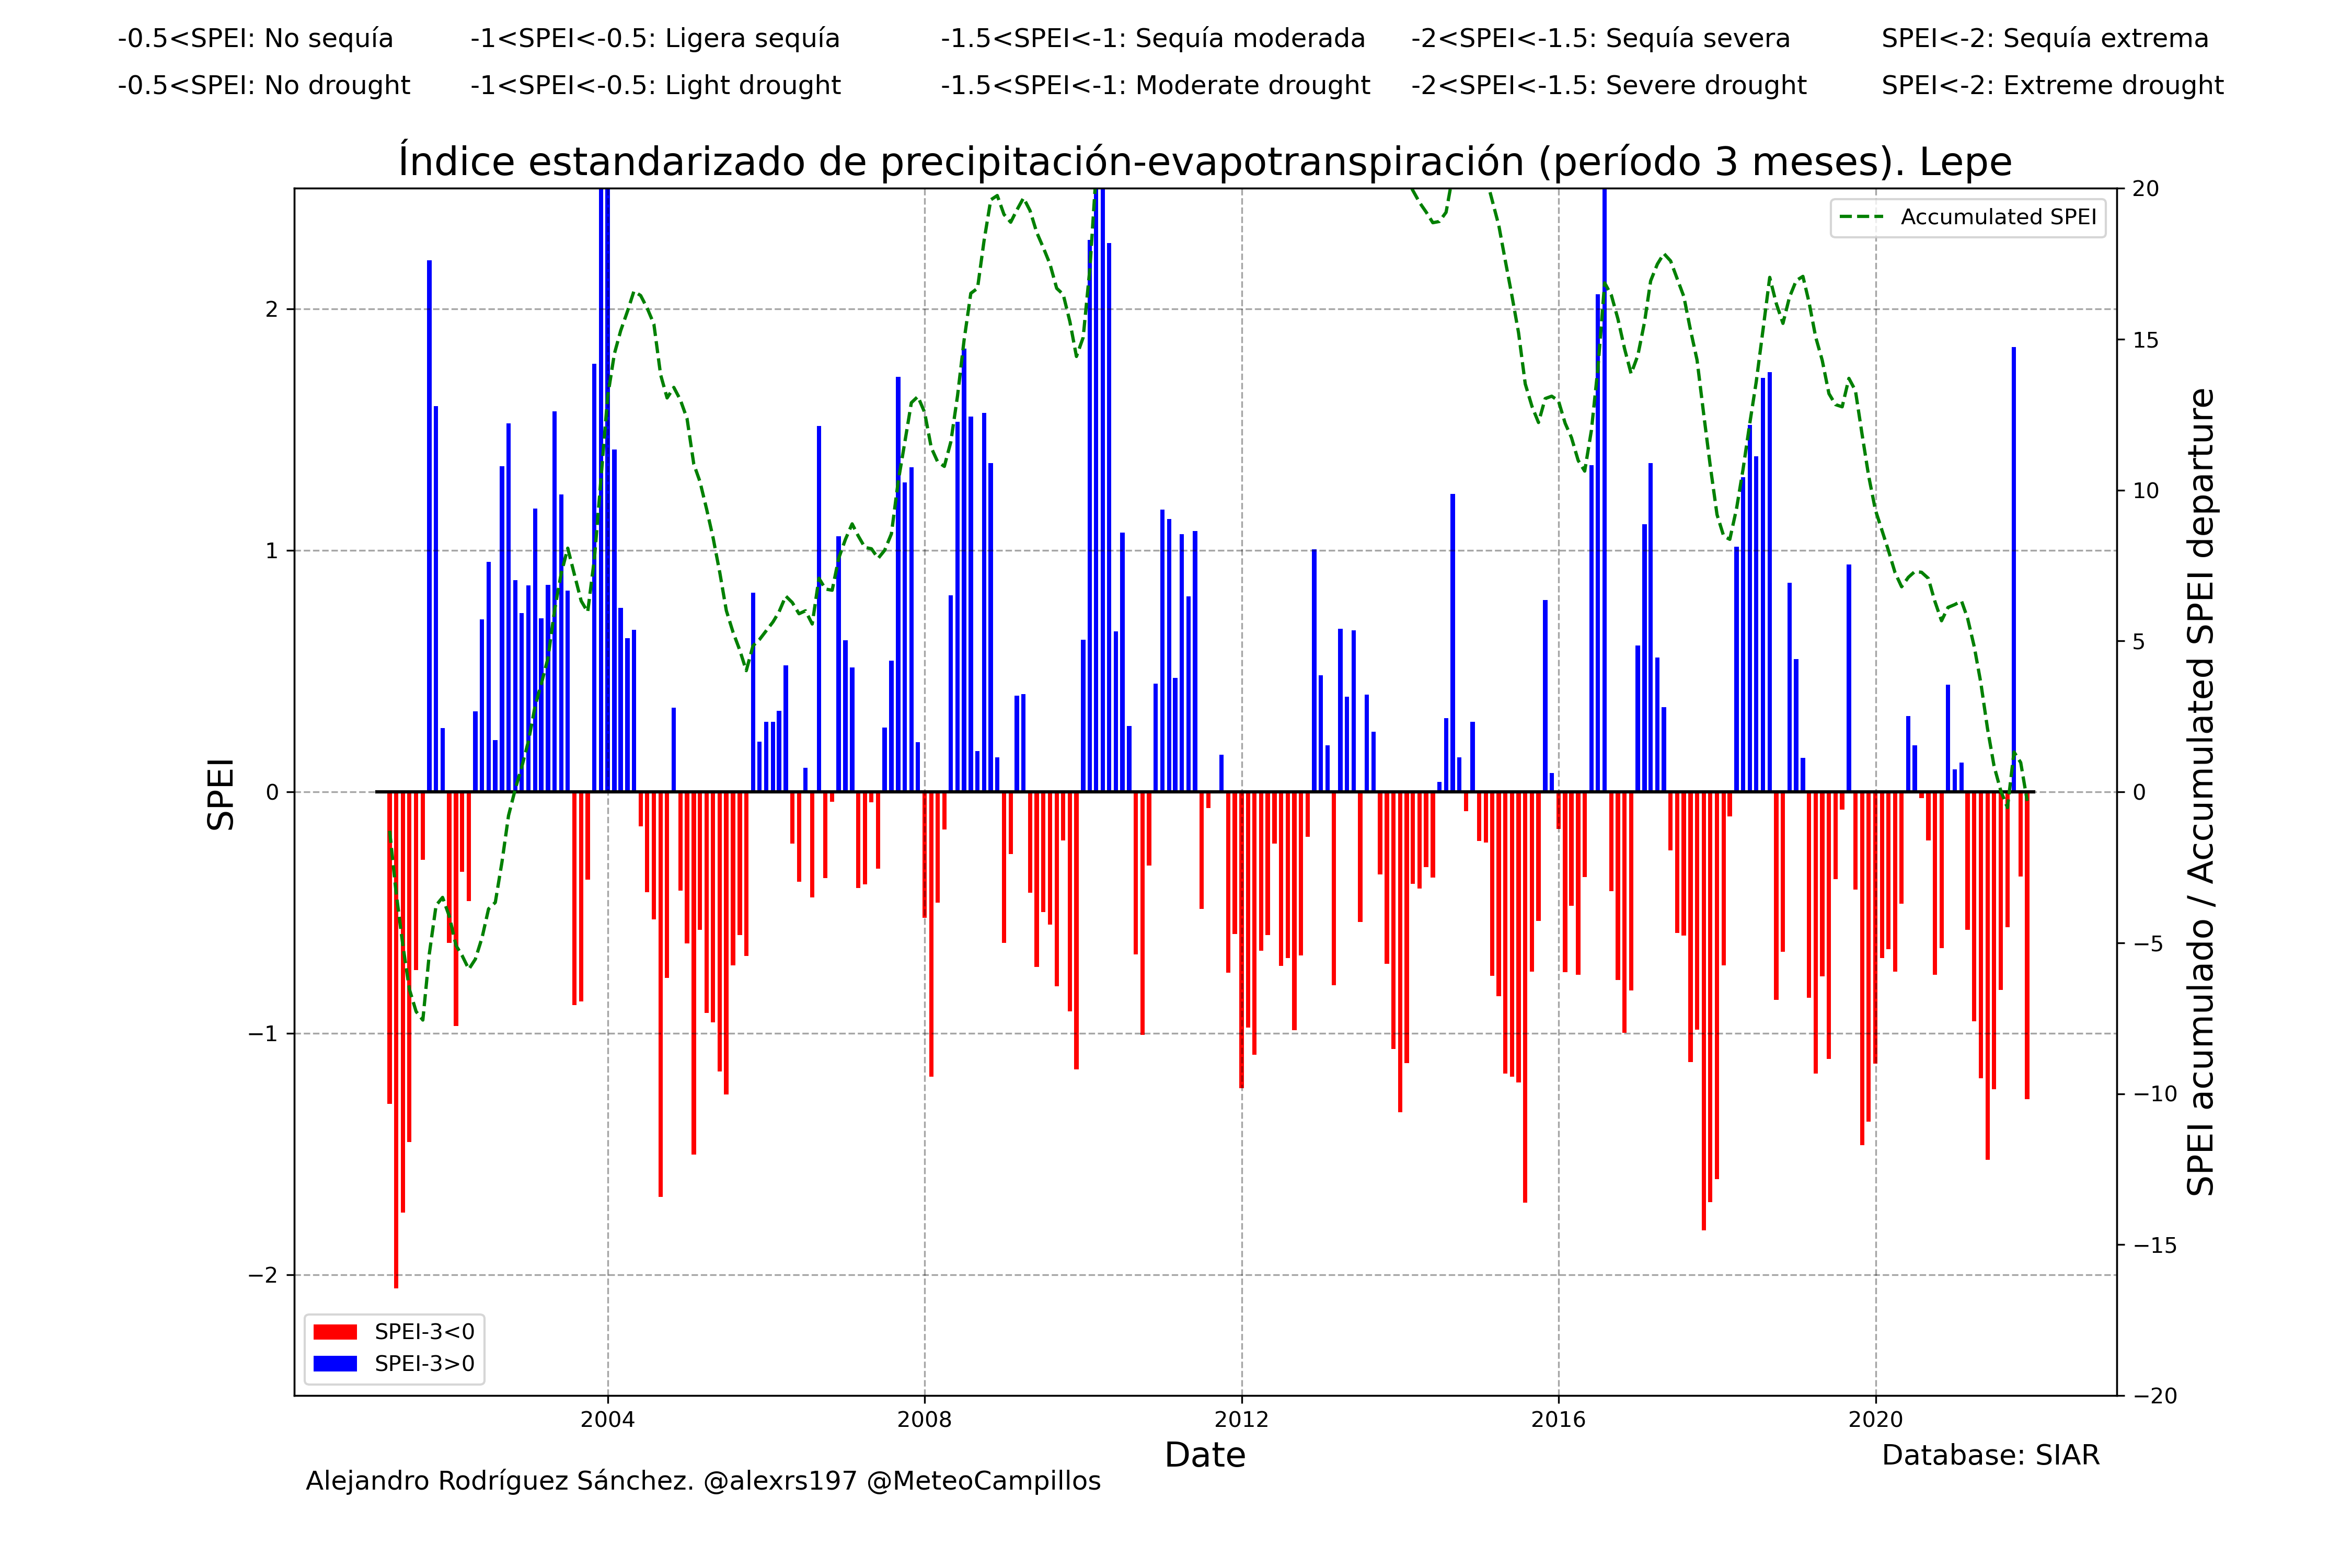 -0.5<SPEI: No sequía -1<SPEI<-0.5: Ligera sequía -1.5<SPEI<-1: Sequía moderada -2<SPEI<-1.5: Sequía severa SPEI<-2: Sequía extrema
-0.5<SPEI: No drought -1<SPEI<-0.5: Light drought -1.5<SPEI<-1: Moderate drought -2<SPEI<-1.5: Severe drought SPEI<-2: Extreme drought
Índice estandarizado de precipitación-evapotranspiración (período 3 meses). Lepe
Accumulated SPEI
SPEI
2
1
0
−1
−2
20
15
10
5
0
−5
−10
−15
−20
SPEI acumulado / Accumulated SPEI departure
SPEI-3<0
SPEI-3>0
2004 2008 2012 2016 2020
Date
Database: SIAR
Alejandro Rodríguez Sánchez. @alexrs197 @MeteoCampillos